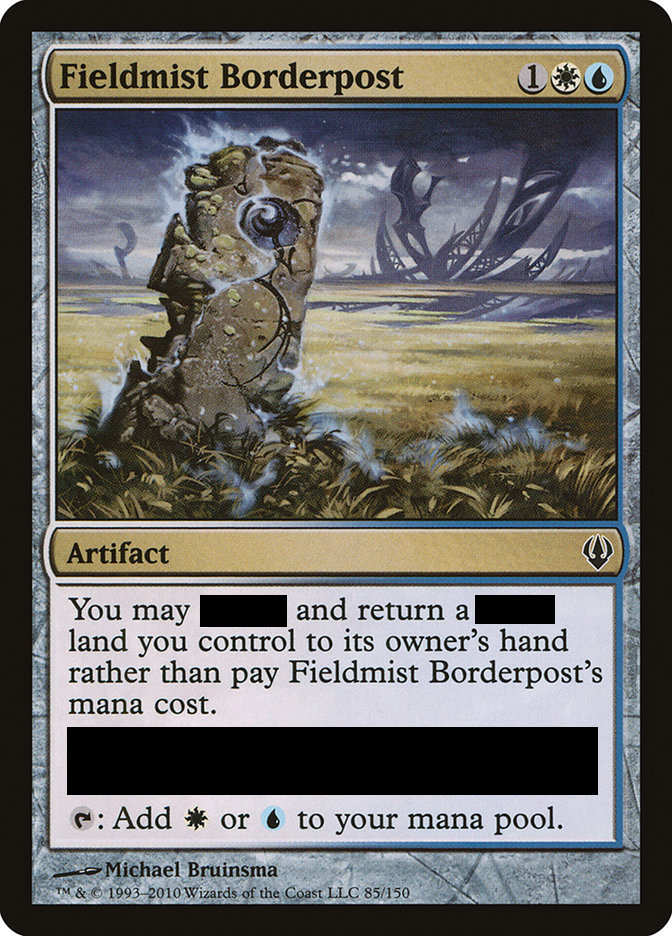 Fieldmist Borderpost 1
Artifact
You may and return a
land you control to its owner's hand
rather than pay Fieldmist Borderpost's
mana cost.
: Add or to your mana pool.
Michael Bruinsma
™ & © 1993–2010 Wizards of the Coast LLC 85/150